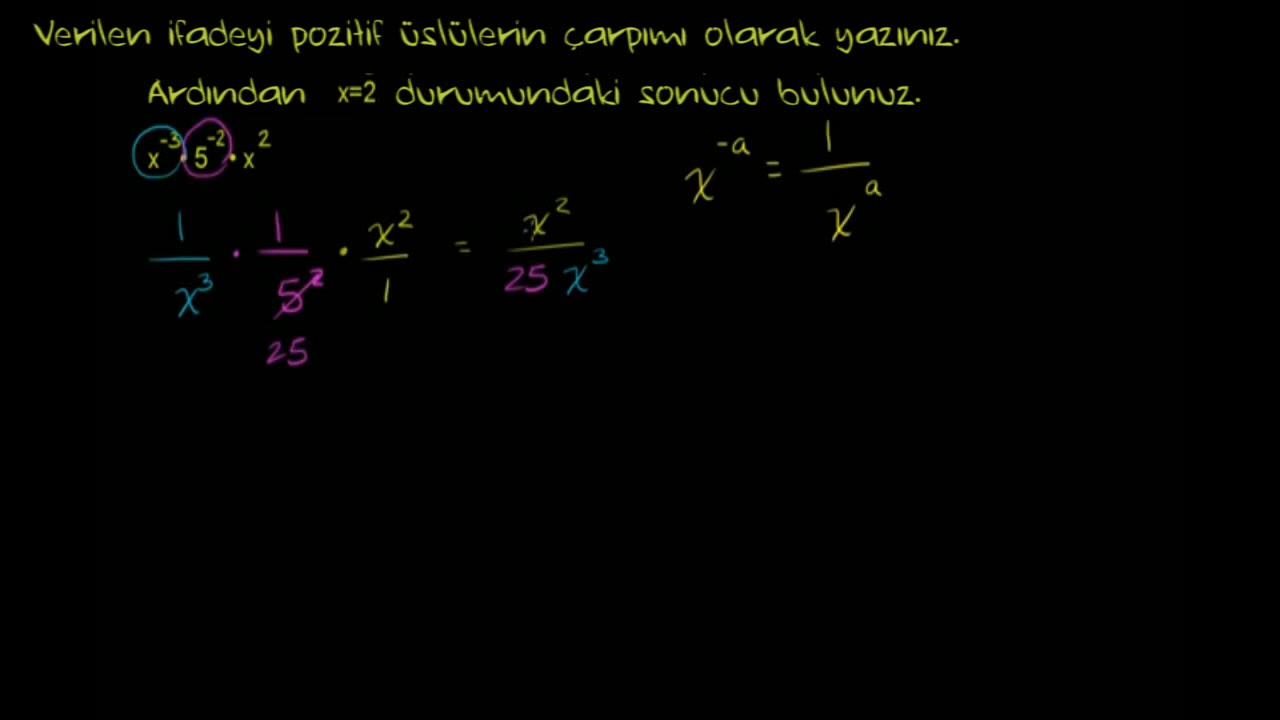 Verilen ifadeyi pozitif üslülerin çarpımı olarak yazınız.
Ardından x=2 durumundaki sonucu bulunuz.
x⁻³ · 5⁻² · x²
x⁻ᵃ = 1/xᵃ
1/x³ · 1/5² · x²/1 = x²/25x³
25